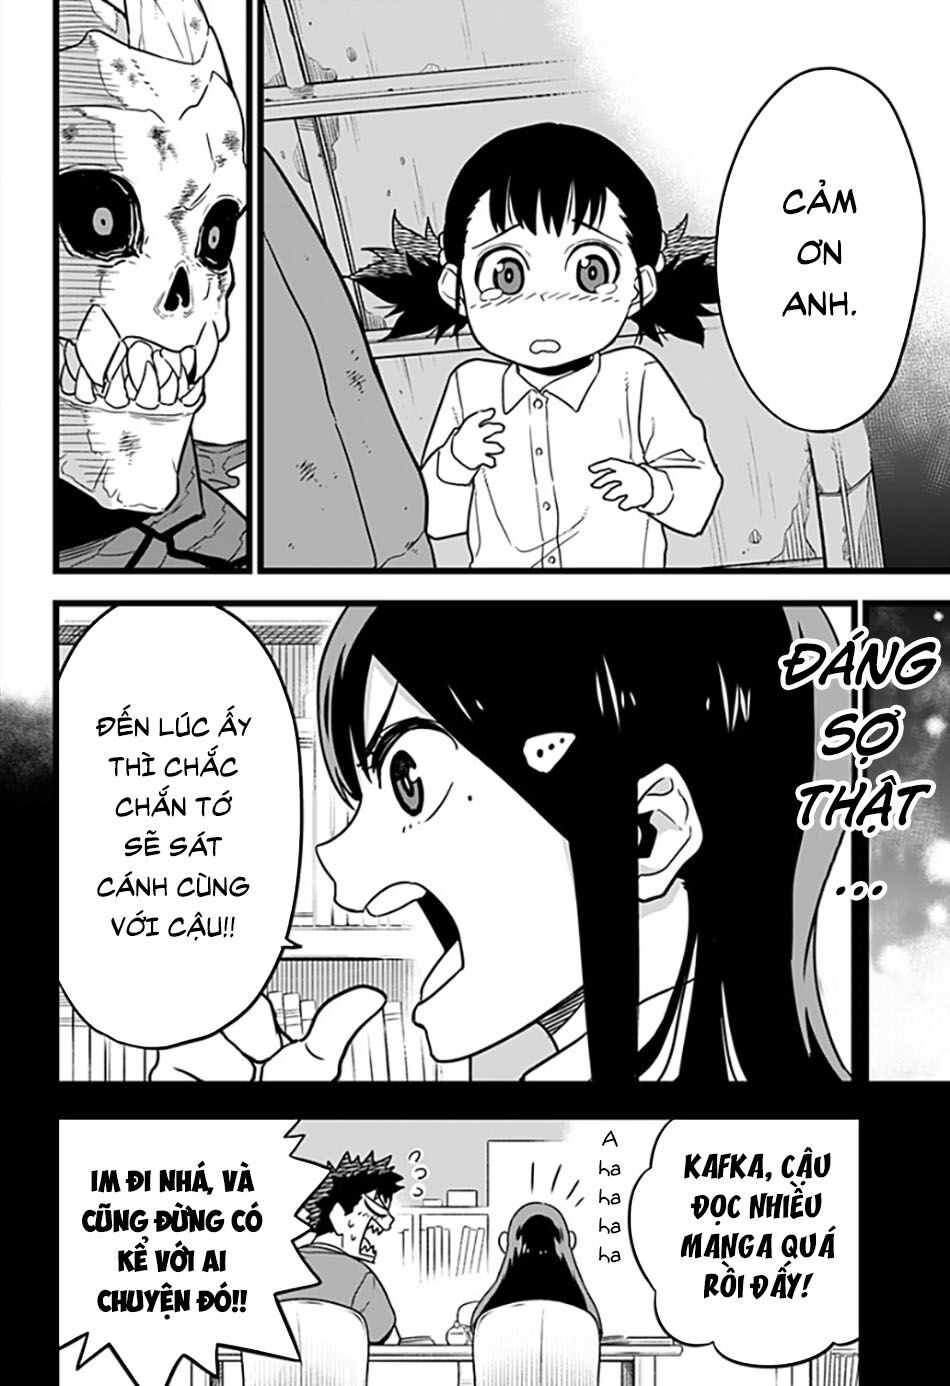 CẢM
ƠN
ANH.
ĐÁNG
SỢ
THẬT
...
ĐẾN LÚC ẤY
THÌ CHẮC
CHẮN TỚ
SẼ SÁT
CÁNH CÙNG
VỚI CẬU!!
KAFKA, CẬU
ĐỌC NHIỀU
MANGA QUÁ
RỒI ĐẤY!
A
ha
ha
ha
ha
IM ĐI NHÁ, VÀ
CŨNG ĐỪNG CÓ
KỂ VỚI AI
CHUYỆN ĐÓ!!